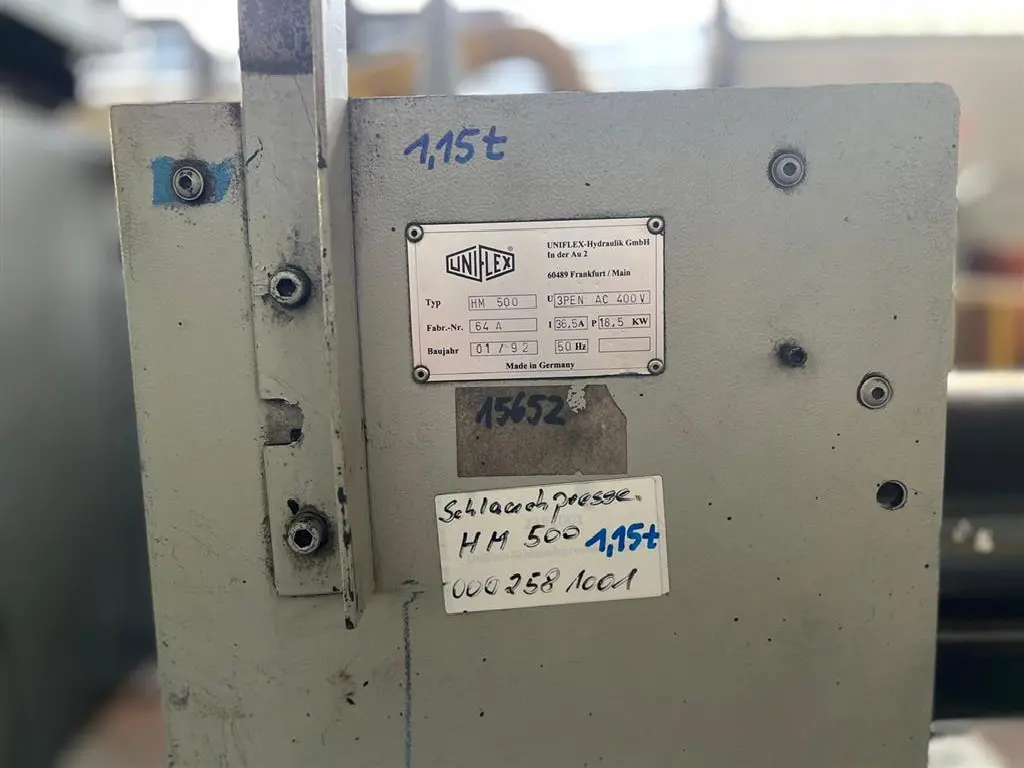 1,15t
UNIFLEX®
UNIFLEX-Hydraulik GmbH
In der Au 2
60489 Frankfurt / Main
Typ HM 500 U 3PEN AC 400V
Fabr.-Nr. 64 A I 36,5A P 18,5 KW
Baujahr 01/92 50 Hz
Made in Germany
15652
Schlauchpresse.
HM 500 1,15t
000 258 1001